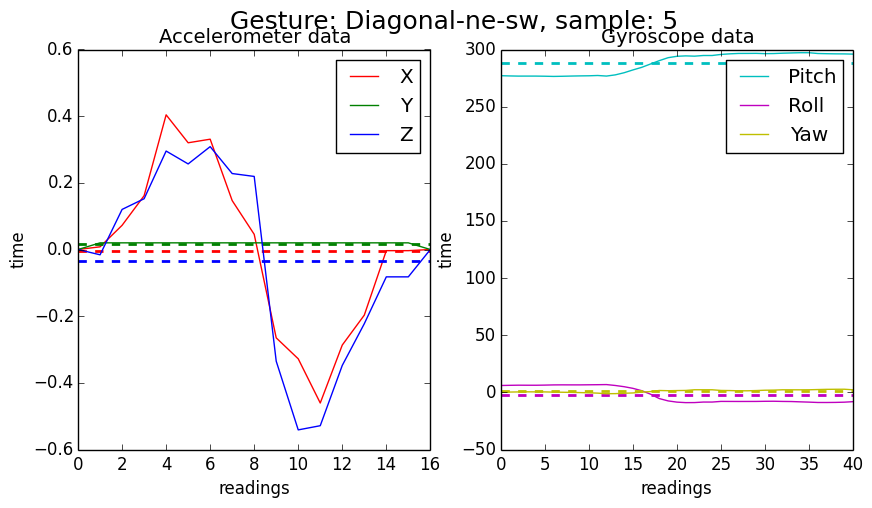 Gesture: Diagonal-ne-sw, sample: 5
Accelerometer data
0.6
0.4
0.2
0.0
−0.2
−0.4
−0.6
time
0 2 4 6 8 10 12 14 16
readings
X
Y
Z
Gyroscope data
300
250
200
150
100
50
0
−50
time
0 5 10 15 20 25 30 35 40
readings
Pitch
Roll
Yaw